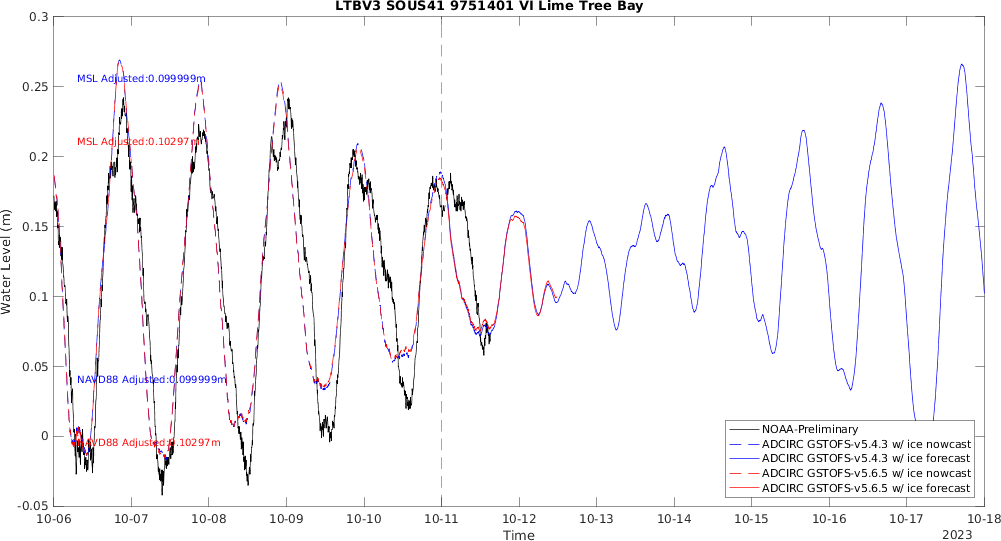 LTBV3 SOUS41 9751401 VI Lime Tree Bay
0.3
0.25
0.2
0.15
0.1
0.05
0
-0.05
Water Level (m)
MSL Adjusted:0.099999m
MSL Adjusted:0.10297m
NAVD88 Adjusted:0.099999m
NAVD88 Adjusted:0.10297m
NOAA-Preliminary
ADCIRC GSTOFS-v5.4.3 w/ ice nowcast
ADCIRC GSTOFS-v5.4.3 w/ ice forecast
ADCIRC GSTOFS-v5.6.5 w/ ice nowcast
ADCIRC GSTOFS-v5.6.5 w/ ice forecast
10-06 10-07 10-08 10-09 10-10 10-11 10-12 10-13 10-14 10-15 10-16 10-17 10-18
Time
2023